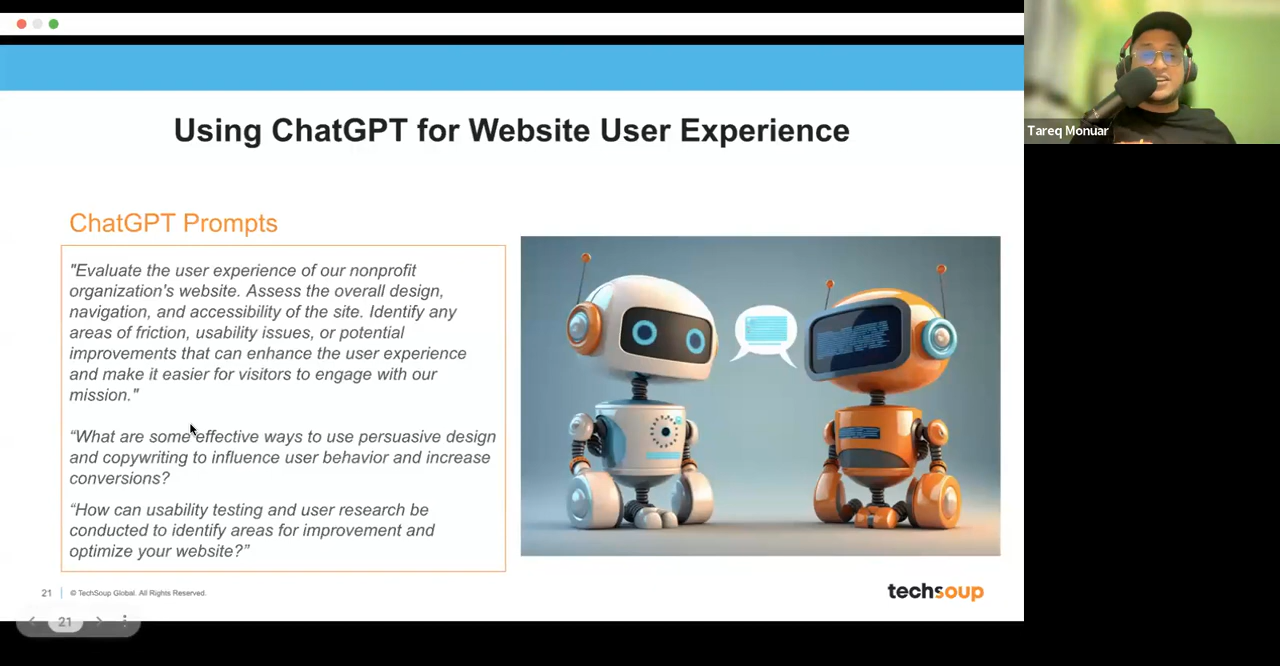 Using ChatGPT for Website User Experience
ChatGPT Prompts
"Evaluate the user experience of our nonprofit
organization's website. Assess the overall design,
navigation, and accessibility of the site. Identify any
areas of friction, usability issues, or potential
improvements that can enhance the user experience
and make it easier for visitors to engage with our
mission."
“What are some effective ways to use persuasive design
and copywriting to influence user behavior and increase
conversions?
“How can usability testing and user research be
conducted to identify areas for improvement and
optimize your website?”
21
© TechSoup Global. All Rights Reserved.
techsoup
21
Tareq Monuar